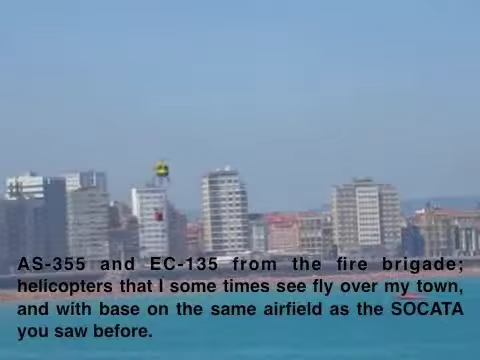 AS-355 and EC-135 from the fire brigade;
helicopters that I some times see fly over my town,
and with base on the same airfield as the SOCATA
you saw before.